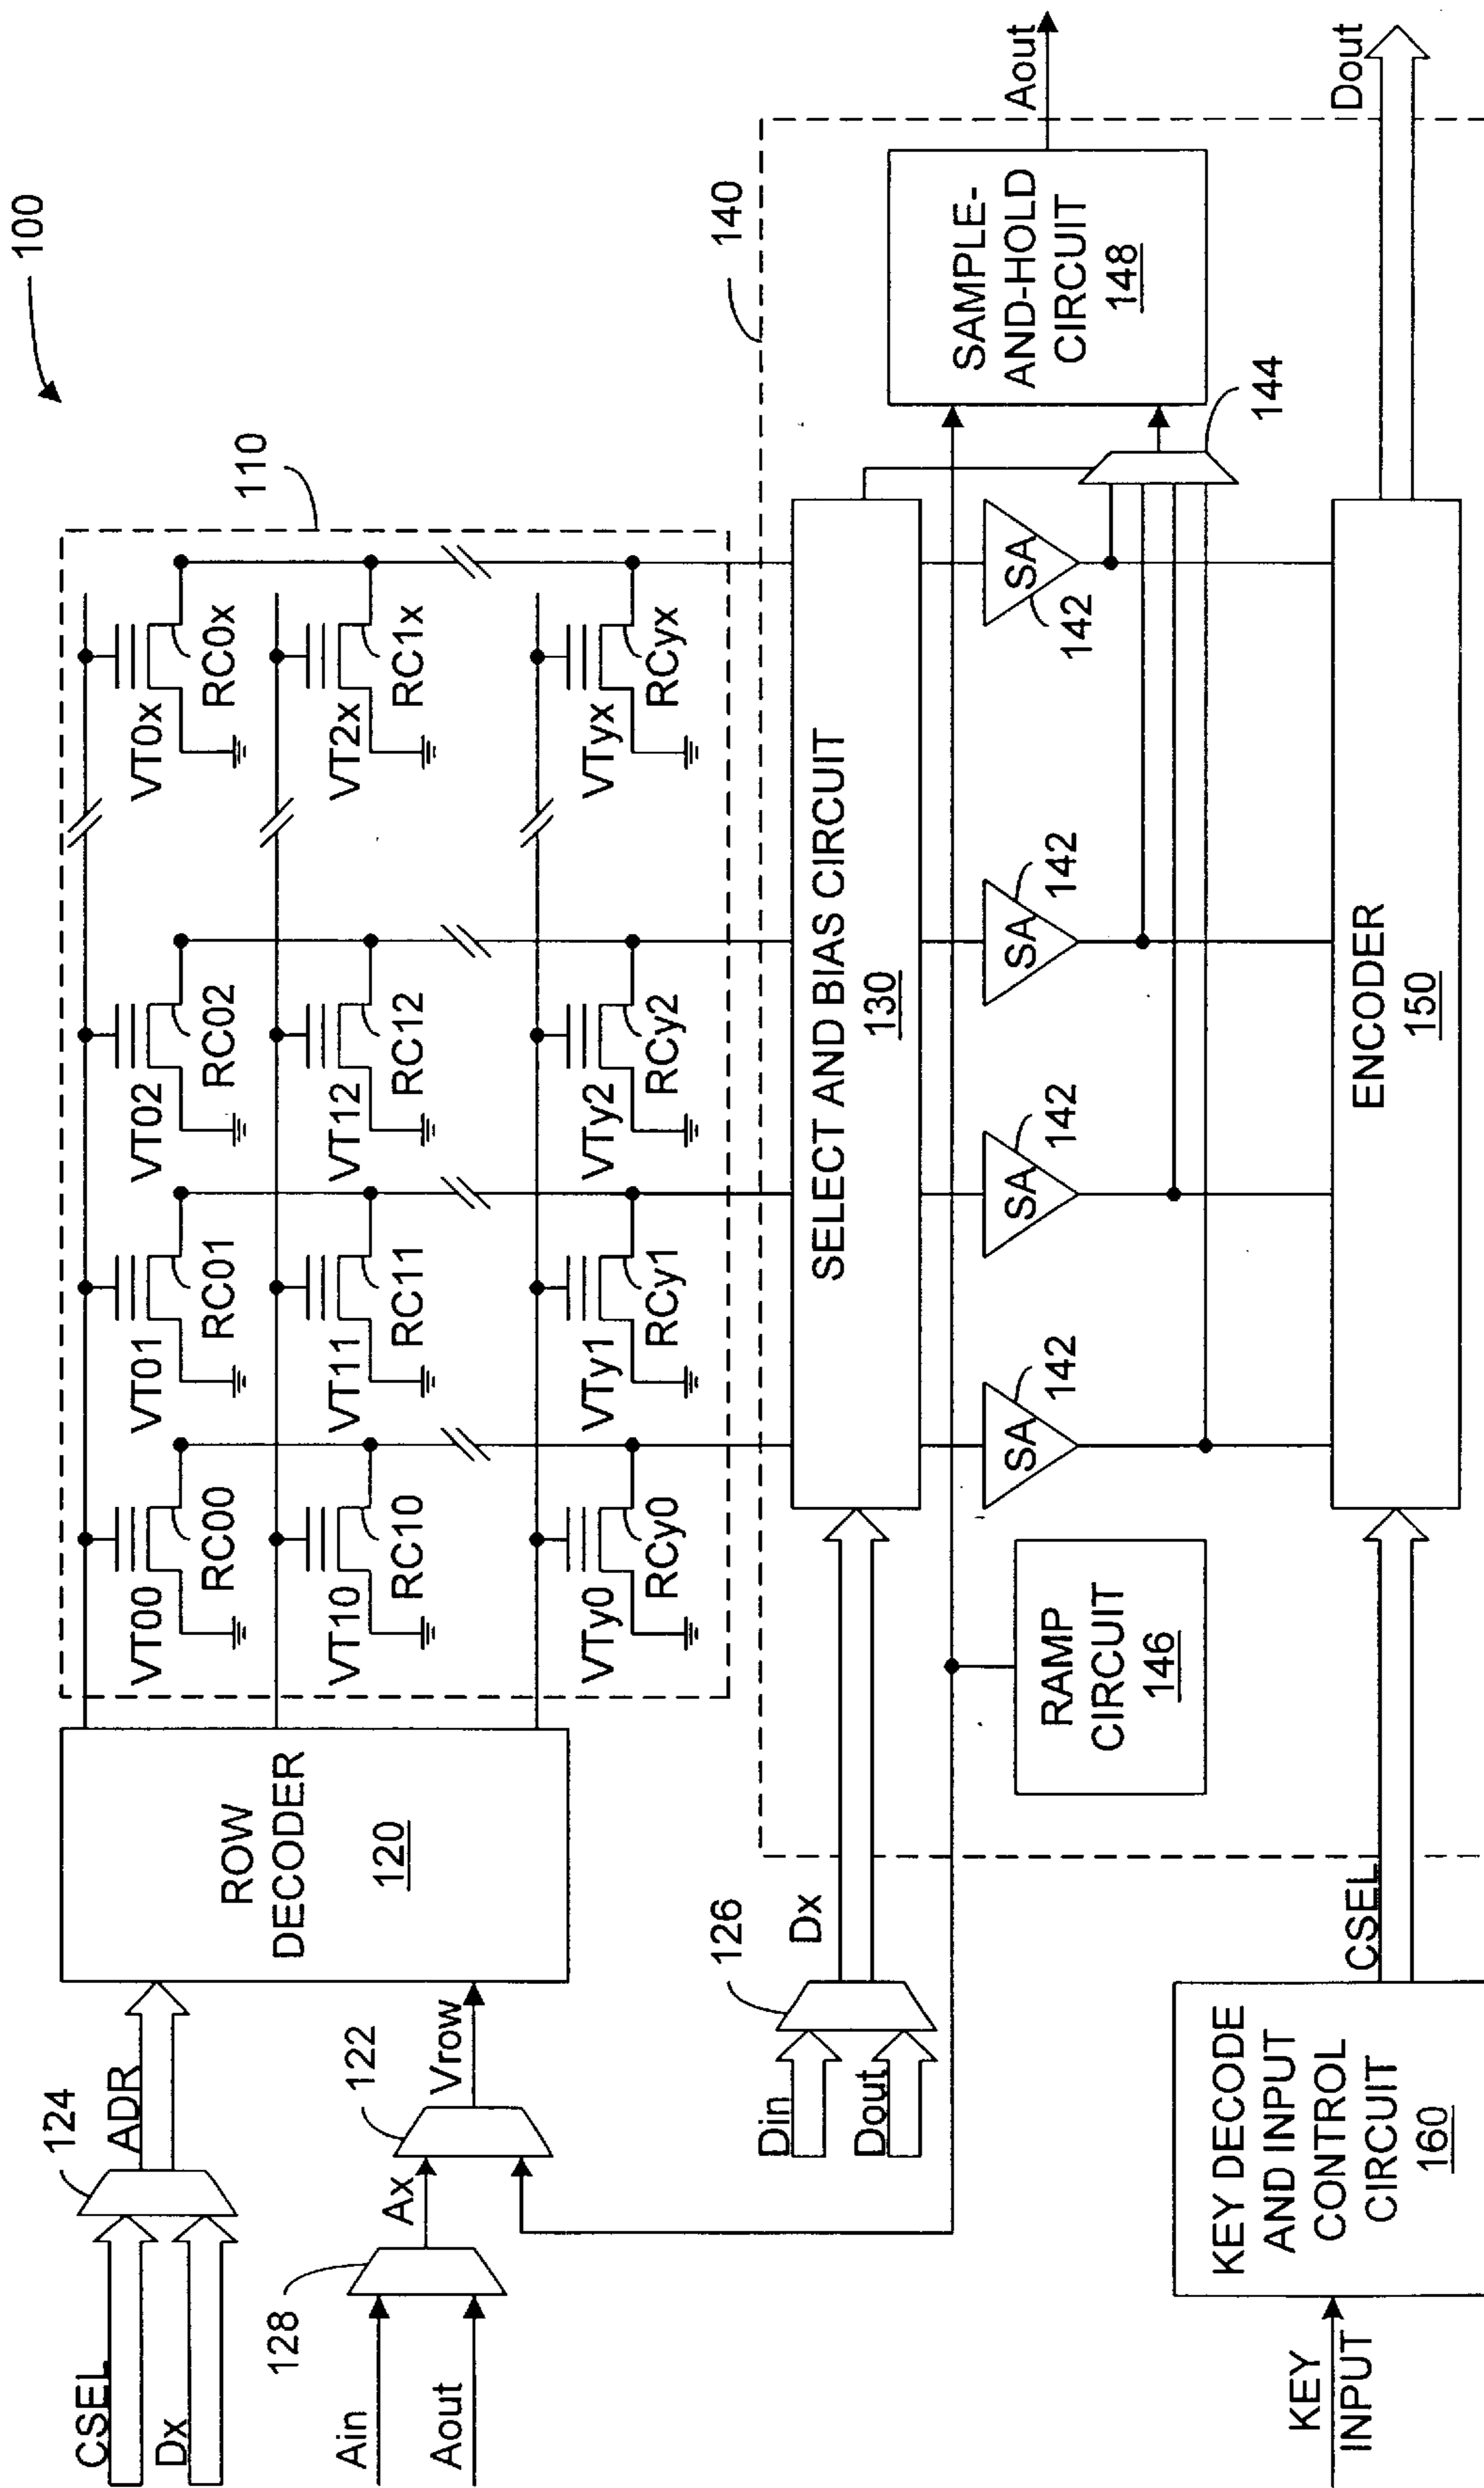 100
110
VT00
VT01
VT02
VT0x
RC00
RC01
RC02
RC0x
VT10
VT11
VT12
VT2x
RC10
RC11
RC12
RC1x
VTy0
VTy1
VTy2
VTyx
RCy0
RCy1
RCy2
RCyx
ROW
DECODER
120
CSEL
Dx
124
ADR
Ain
Aout
128
Ax
122
Vrow
140
126
Din
Dout
Dx
SELECT AND BIAS CIRCUIT
130
SA
142
SA
142
SA
142
SA
142
144
SAMPLE-
AND-HOLD
CIRCUIT
148
Aout
RAMP
CIRCUIT
146
KEY
INPUT
KEY DECODE
AND INPUT
CONTROL
CIRCUIT
160
CSEL
ENCODER
150
Dout